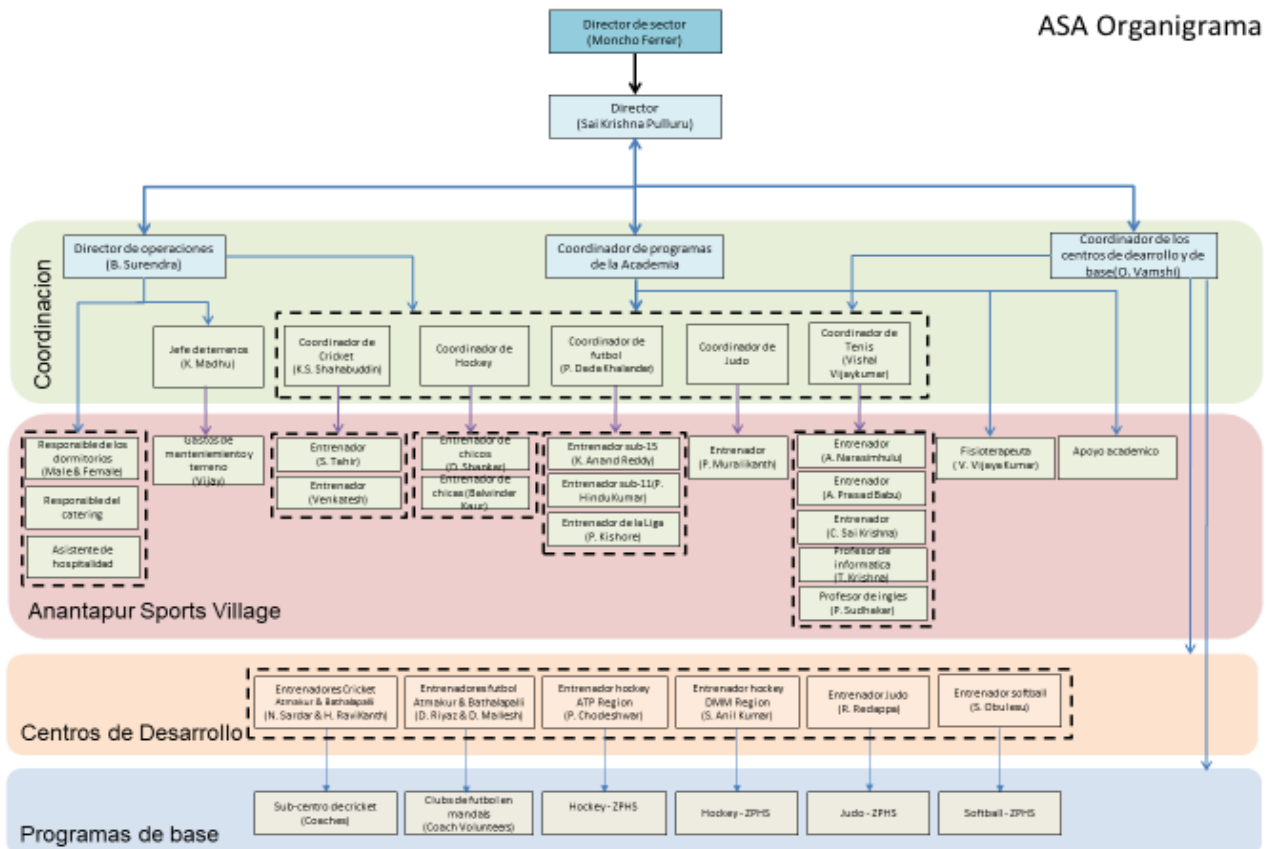 ASA Organigrama
Director de sector
(Moncho Ferrer)
Director
(Sai Krishna Pulluru)
Coordinacion
Director de operaciones
(B. Surendra)
Coordinador de programas
de la Academia
Coordinador de los
centros de dearrollo y de
base(O. Vamshi)
Jefe de terrenos
(K. Madhu)
Coordinador de
Cricket
(K.S. Shahabuddin)
Coordinador de
Hockey
Coordinador de
futbol
(P. Dada Khalandar)
Coordinador de
Judo
Coordinador de
Tenis
(Vishal
Vijaykumar)
Responsible de los
dormitorios
(Male & Female)
Responsible del
catering
Asistente de
hospitalidad
Gastos de
mantenimiento y
terreno
(Vijay)
Entrenador
(S. Tahir)
Entrenador
(Venkatesh)
Entrenador de
chicos
(D. Shankar)
Entrenador de
chicas (Balwinder
Kaur)
Entrenador sub-15
(K. Anand Reddy)
Entrenador sub-11(P.
Hindu Kumar)
Entrenador de la Liga
(P. Kishore)
Entrenador
(P. Muralikanth)
Entrenador
(A. Narasimhulu)
Entrenador
(A. Prasad Babu)
Entrenador
(C. Sai Krishna)
Profesor de
informatica
(T. Krishna)
Profesor de ingles
(P. Sudhakar)
Fisioterapeuta
( V. Vijaya Kumar)
Apoyo academico
Anantapur Sports Village
Entrenadores Cricket
Atmakur & Bathalapalli
(N. Sardar & H. Ravikanth)
Entrenadores futbol
Atmakur & Bathalapalli
(D. Riyaz & D. Mallesh)
Entrenador hockey
ATP Region
(P. Chodeshwar)
Entrenador hockey
DMM Region
(S. Anil Kumar)
Entrenador Judo
(R. Redappa)
Entrenador softball
(S. Obulesu)
Centros de Desarrollo
Sub-centro de cricket
(Coaches)
Clubs de futbol en
mandals
(Coach Volunteers)
Hockey - ZPHS
Hockey - ZPHS
Judo - ZPHS
Softball - ZPHS
Programas de base